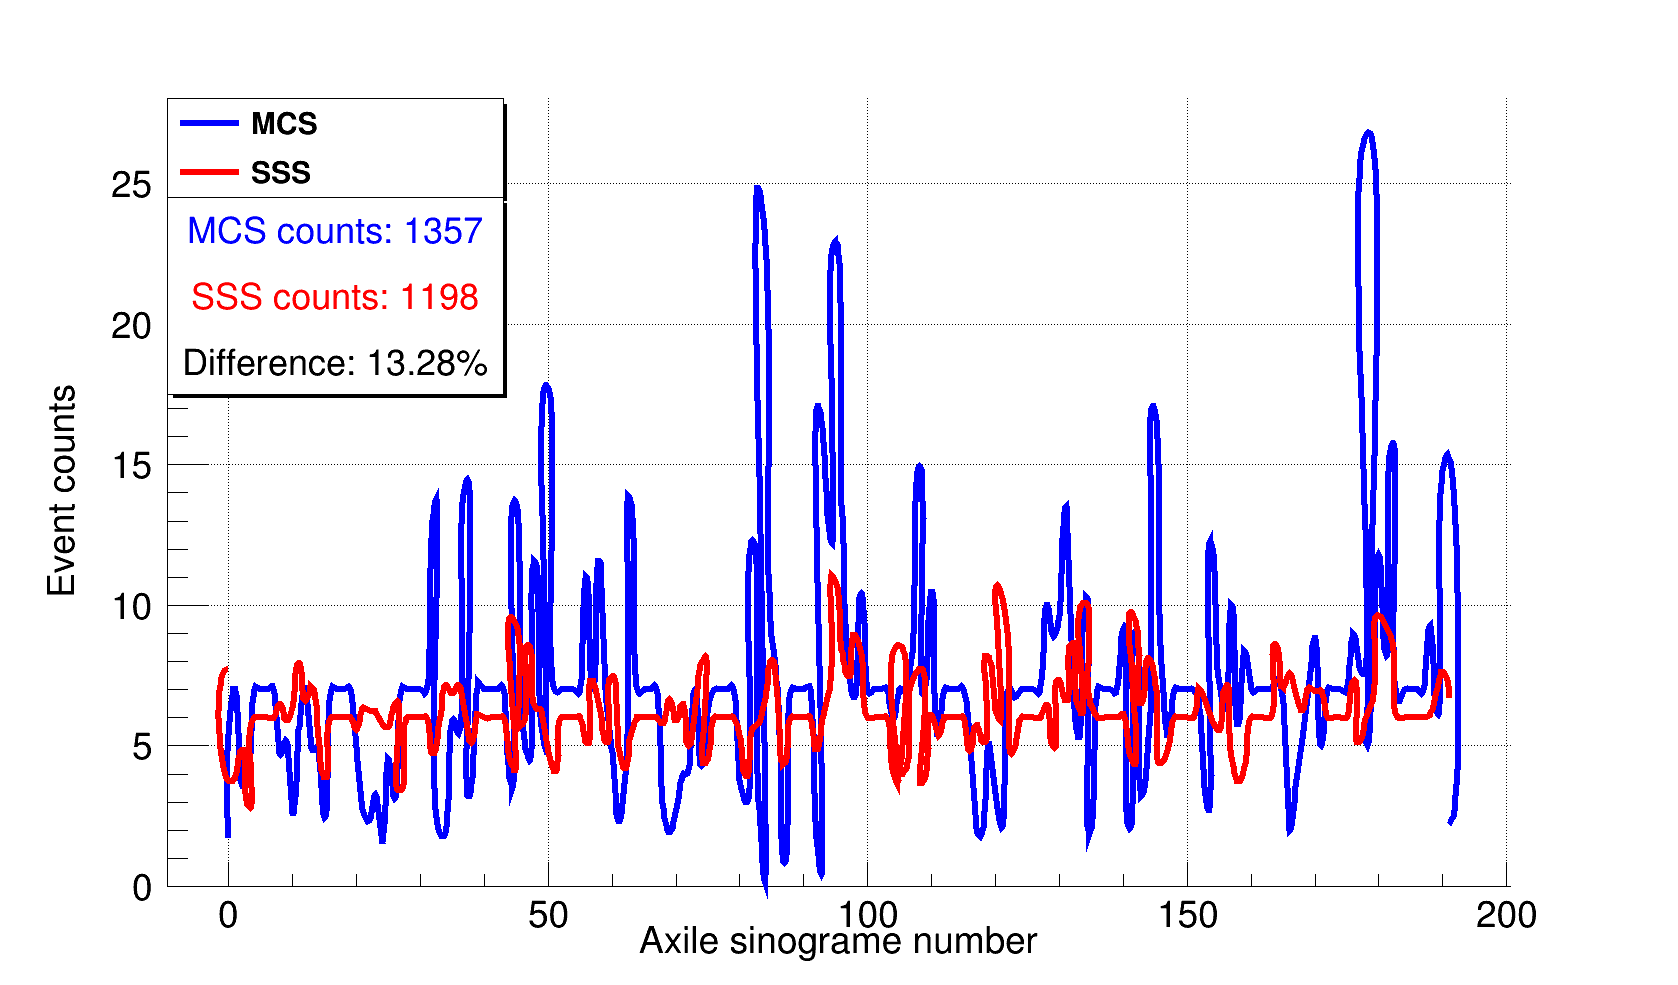 MCS
SSS
MCS counts: 1357
SSS counts: 1198
Difference: 13.28%
Event counts
25
20
15
10
5
0
0 50 100 150 200
Axile sinograme number